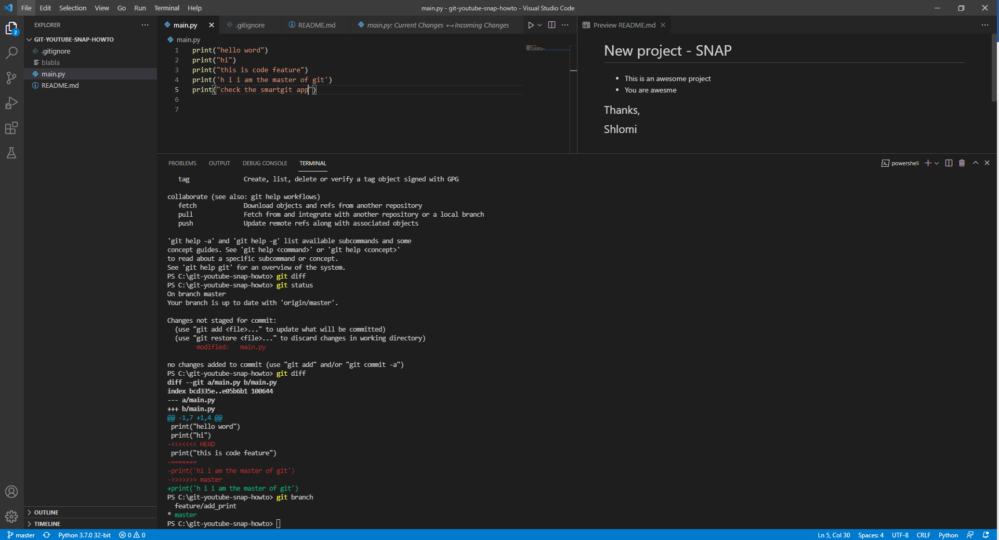 File Edit Selection View Go Run Terminal Help
main.py - git-youtube-snap-howto - Visual Studio Code
2
EXPLORER
GIT-YOUTUBE-SNAP-HOWTO
.gitignore
blabla
main.py
README.md
OUTLINE
TIMELINE
main.py .gitignore README.md main.py: Current Changes ↔ Incoming Changes
main.py
1 print("hello word")
2 print("hi")
3 print("this is code feature")
4 print('h i i am the master of git')
5 print("check the smartgit app")
6
7
Preview README.md
New project - SNAP
• This is an awesome project
• You are awesme
Thanks,
Shlomi
PROBLEMS OUTPUT DEBUG CONSOLE TERMINAL
powershell
tag Create, list, delete or verify a tag object signed with GPG
collaborate (see also: git help workflows)
fetch Download objects and refs from another repository
pull Fetch from and integrate with another repository or a local branch
push Update remote refs along with associated objects
'git help -a' and 'git help -g' list available subcommands and some
concept guides. See 'git help <command>' or 'git help <concept>'
to read about a specific subcommand or concept.
See 'git help git' for an overview of the system.
PS C:\git-youtube-snap-howto> git diff
PS C:\git-youtube-snap-howto> git status
On branch master
Your branch is up to date with 'origin/master'.
Changes not staged for commit:
(use "git add <file>..." to update what will be committed)
(use "git restore <file>..." to discard changes in working directory)
modified: main.py
no changes added to commit (use "git add" and/or "git commit -a")
PS C:\git-youtube-snap-howto> git diff
diff --git a/main.py b/main.py
index bcd335e..e05b6b1 100644
--- a/main.py
+++ b/main.py
@@ -1,7 +1,4 @@
print("hello word")
print("hi")
-<<<<<<< HEAD
print("this is code feature")
-=======
-print('hi i am the master of git')
->>>>>>> master
+print('h i i am the master of git')
PS C:\git-youtube-snap-howto> git branch
feature/add_print
* master
PS C:\git-youtube-snap-howto>
master Python 3.7.0 32-bit 0 0
Ln 5, Col 30 Spaces: 4 UTF-8 CRLF Python